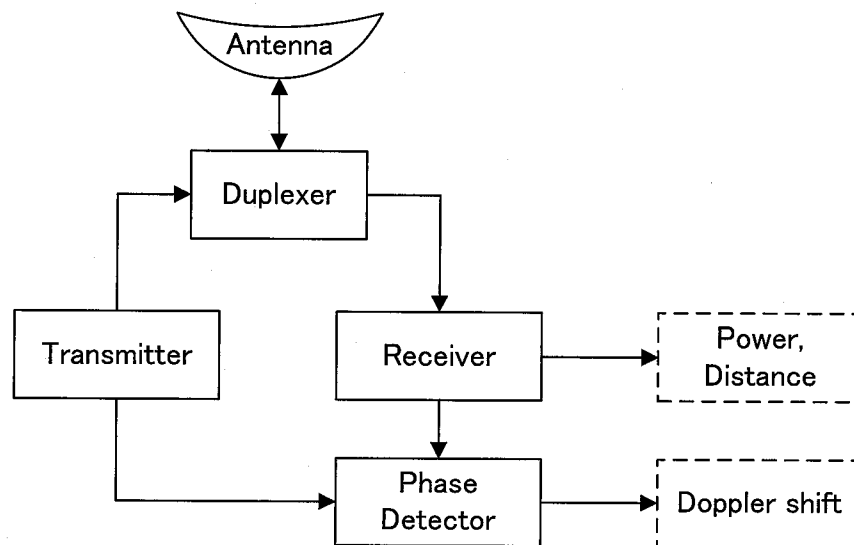 Antenna
Duplexer
Transmitter
Receiver
Power,
Distance
Phase
Detector
Doppler shift